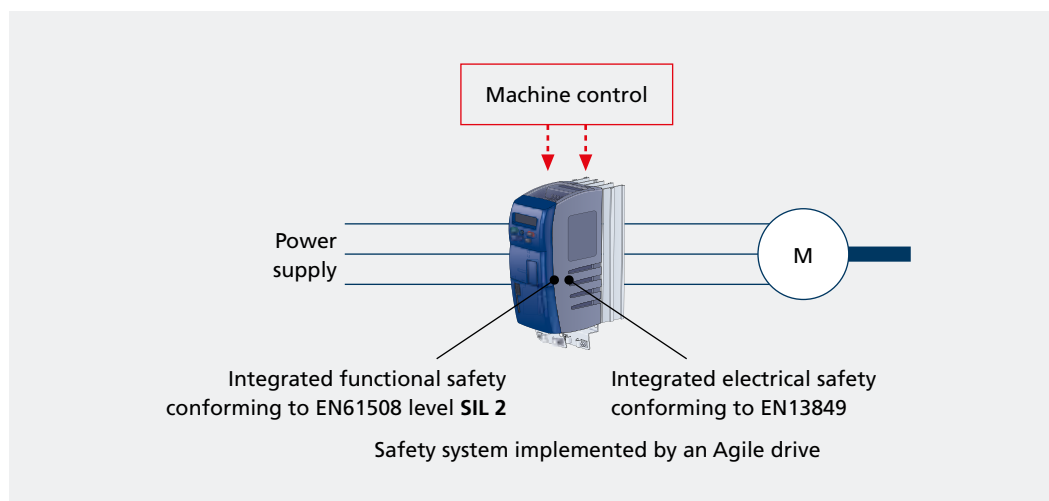 Machine control
Power
supply
M
Integrated functional safety
conforming to EN61508 level SIL 2
Integrated electrical safety
conforming to EN13849
Safety system implemented by an Agile drive